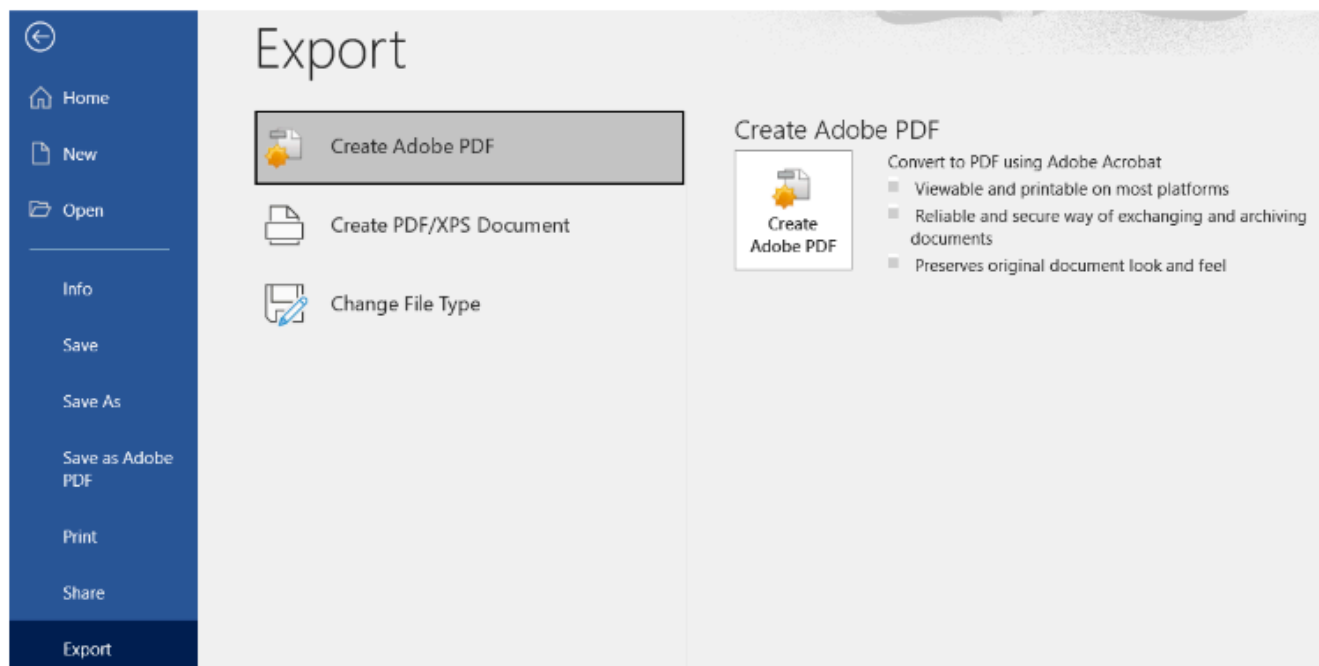 Export
Home
New
Open
Info
Save
Save As
Save as Adobe
PDF
Print
Share
Export
Create Adobe PDF
Create PDF/XPS Document
Change File Type
Create Adobe PDF
Create
Adobe PDF
Convert to PDF using Adobe Acrobat
Viewable and printable on most platforms
Reliable and secure way of exchanging and archiving
documents
Preserves original document look and feel